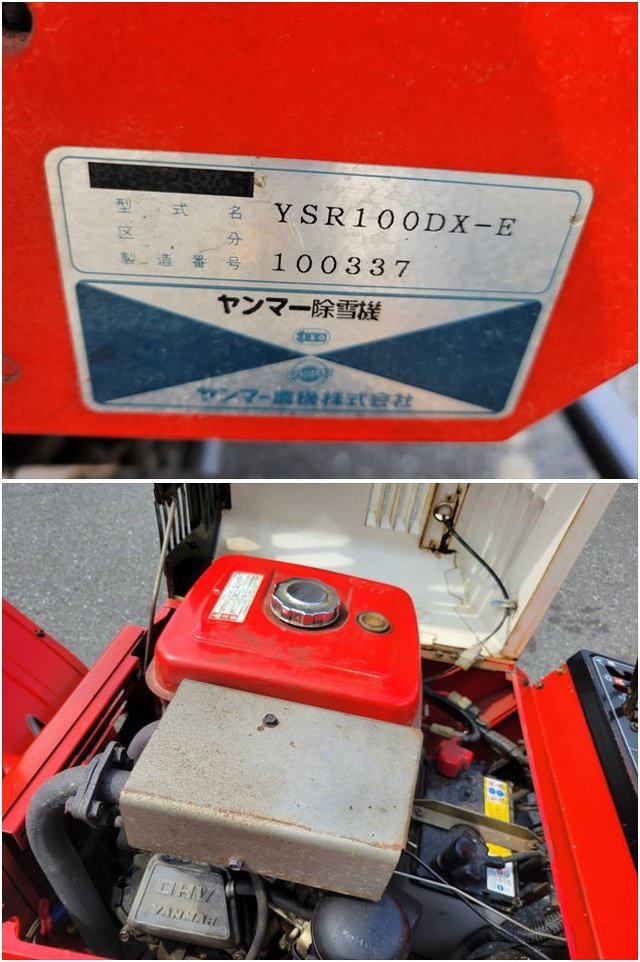 型式名 YSR100DX-E
区分
製造番号 100337
ヤンマー除雪機
ヤンマー農機株式会社
OHV
YANMAR